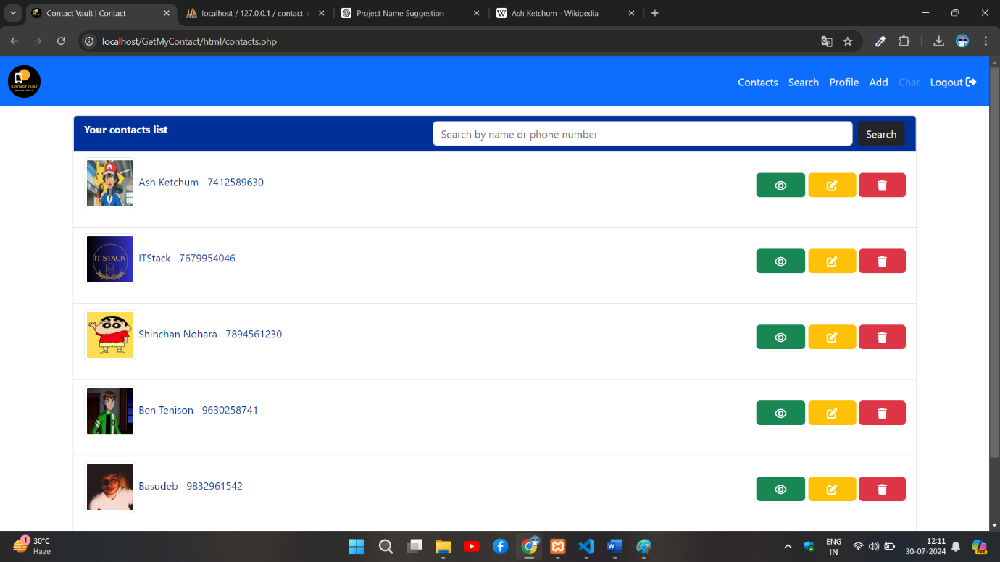 Contact Vault | Contact
localhost / 127.0.0.1 / contact_v
Project Name Suggestion
Ash Ketchum - Wikipedia
localhost/GetMyContact/html/contacts.php
CONTACT VAULT
Contacts Search Profile Add Chat Logout
Your contacts list
Search by name or phone number
Search
Ash Ketchum 7412589630
IT STACK
ITStack 7679954046
Shinchan Nohara 7894561230
Ben Tenison 9630258741
Basudeb 9832961542
1
30°C
Haze
ENG
IN
12:11
30-07-2024
PRE